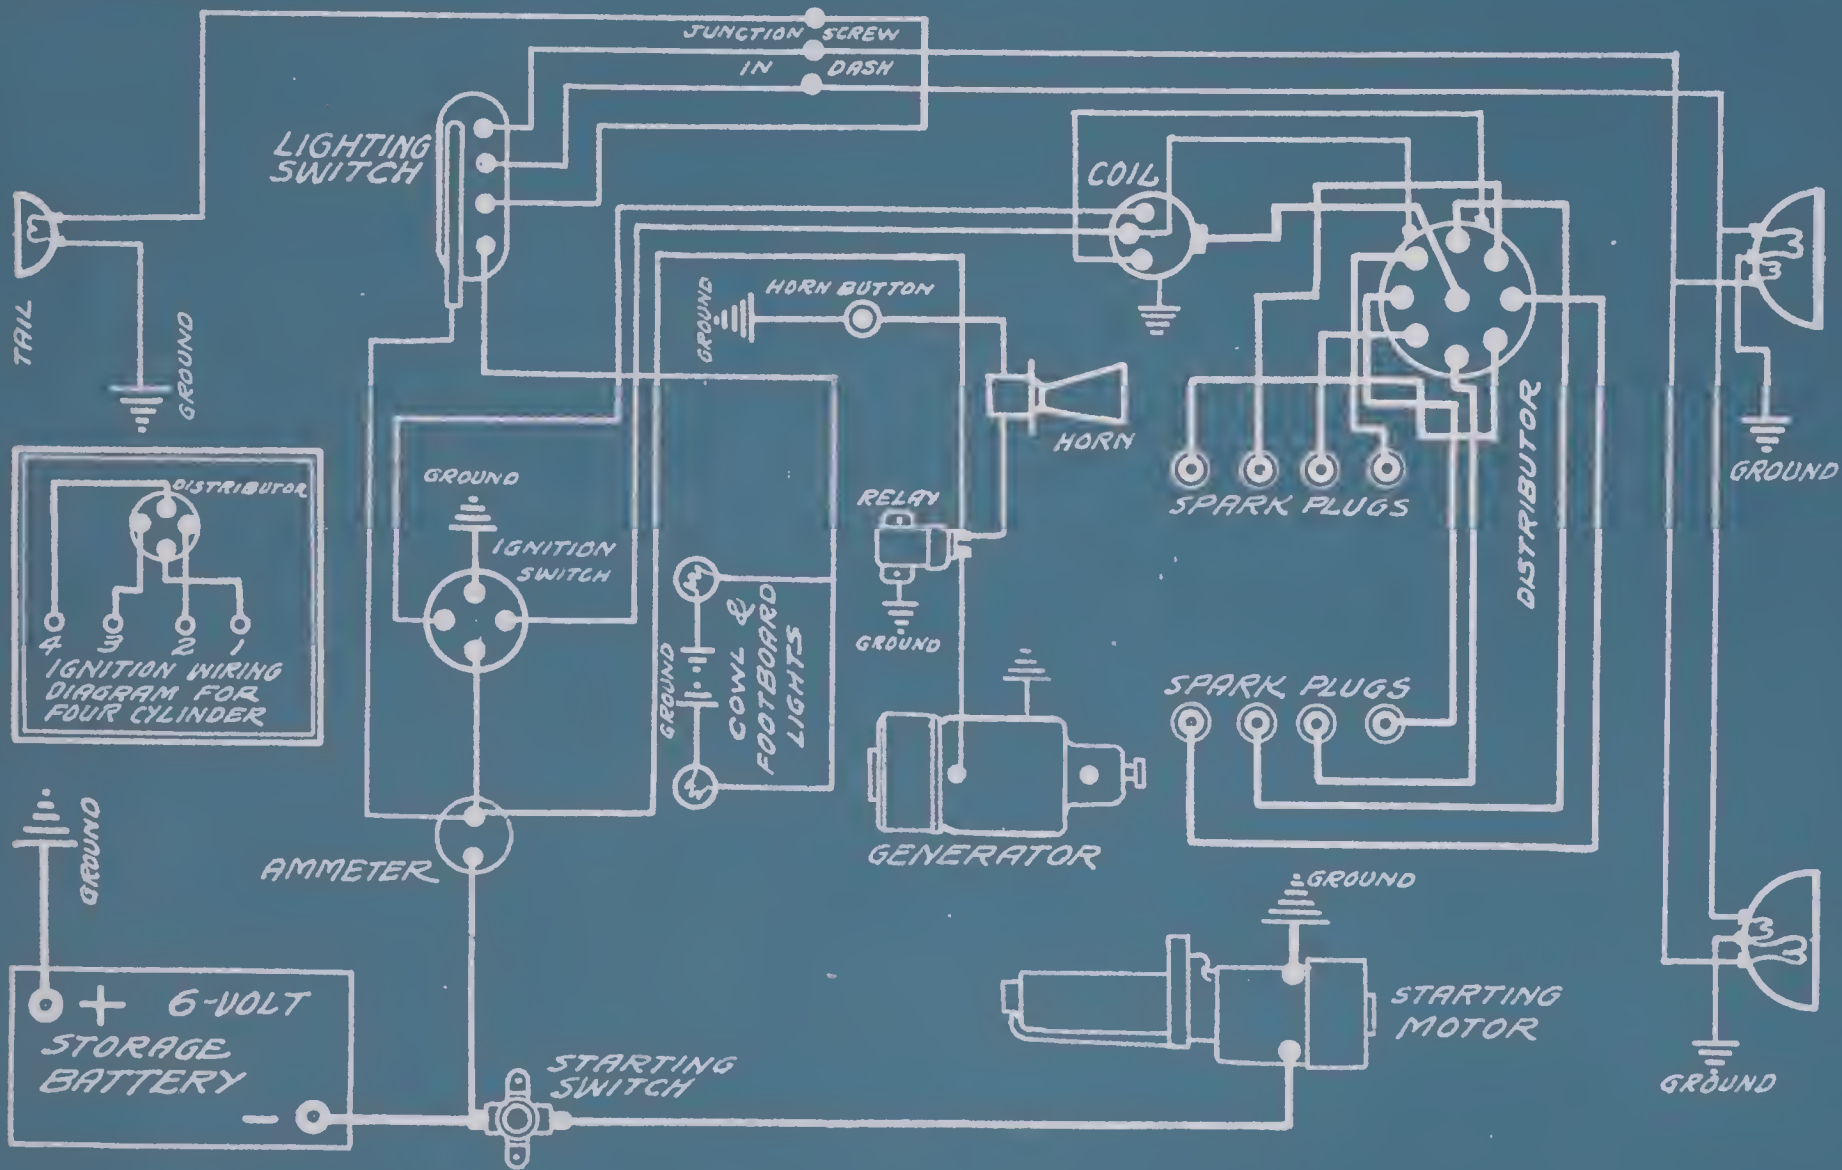 JUNCTION SCREW
IN DASH
LIGHTING
SWITCH
COIL
TAIL
GROUND
GROUND
HORN BUTTON
HORN
GROUND
DISTRIBUTOR
4 3 2 1
IGNITION WIRING
DIAGRAM FOR
FOUR CYLINDER
GROUND
IGNITION
SWITCH
RELAY
GROUND
SPARK PLUGS
DISTRIBUTOR
GROUND
COWL &
FOOTBOARD
LIGHTS
SPARK PLUGS
GROUND
AMMETER
GENERATOR
GROUND
+ 6-VOLT
STORAGE
BATTERY
-
STARTING
SWITCH
STARTING
MOTOR
GROUND